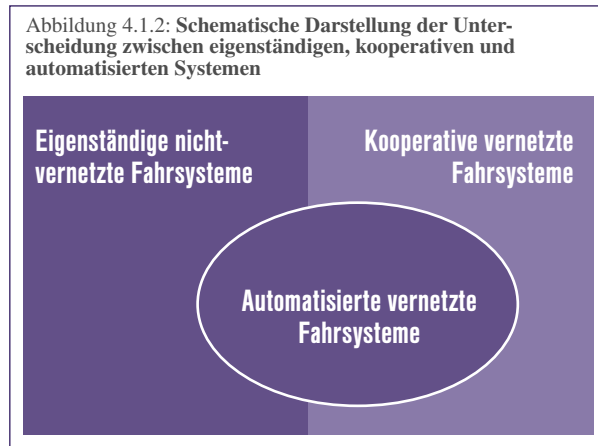 Abbildung 4.1.2: Schematische Darstellung der Unter-
scheidung zwischen eigenständigen, kooperativen und
automatisierten Systemen
Eigenständige nicht-
vernetzte Fahrsysteme
Kooperative vernetzte
Fahrsysteme
Automatisierte vernetzte
Fahrsysteme